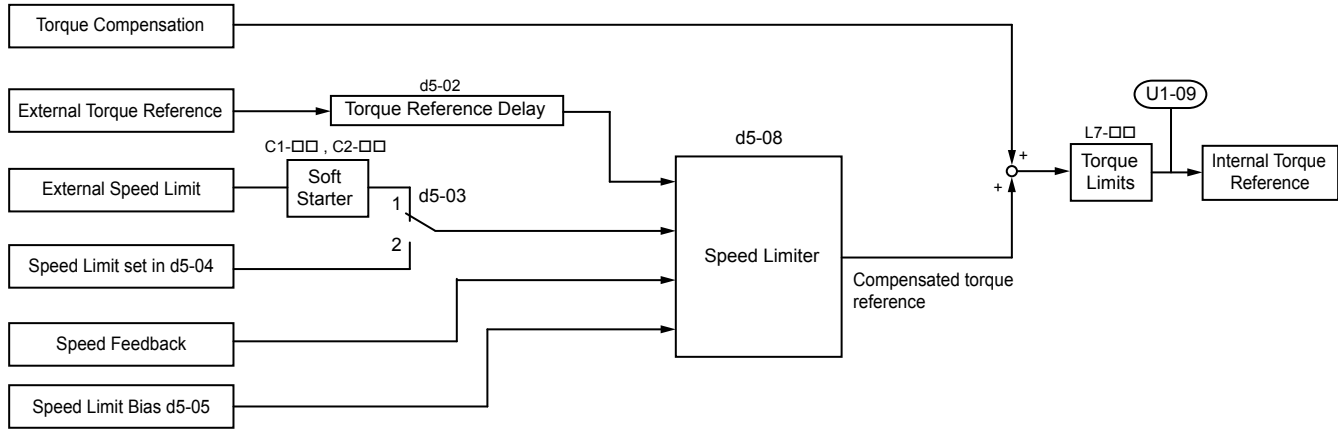 Torque Compensation
External Torque Reference
d5-02
Torque Reference Delay
C1-□□ , C2-□□
External Speed Limit
Soft
Starter
1
d5-03
2
Speed Limit set in d5-04
Speed Feedback
Speed Limit Bias d5-05
d5-08
Speed Limiter
Compensated torque
reference
+
+
L7-□□
Torque
Limits
U1-09
Internal Torque
Reference